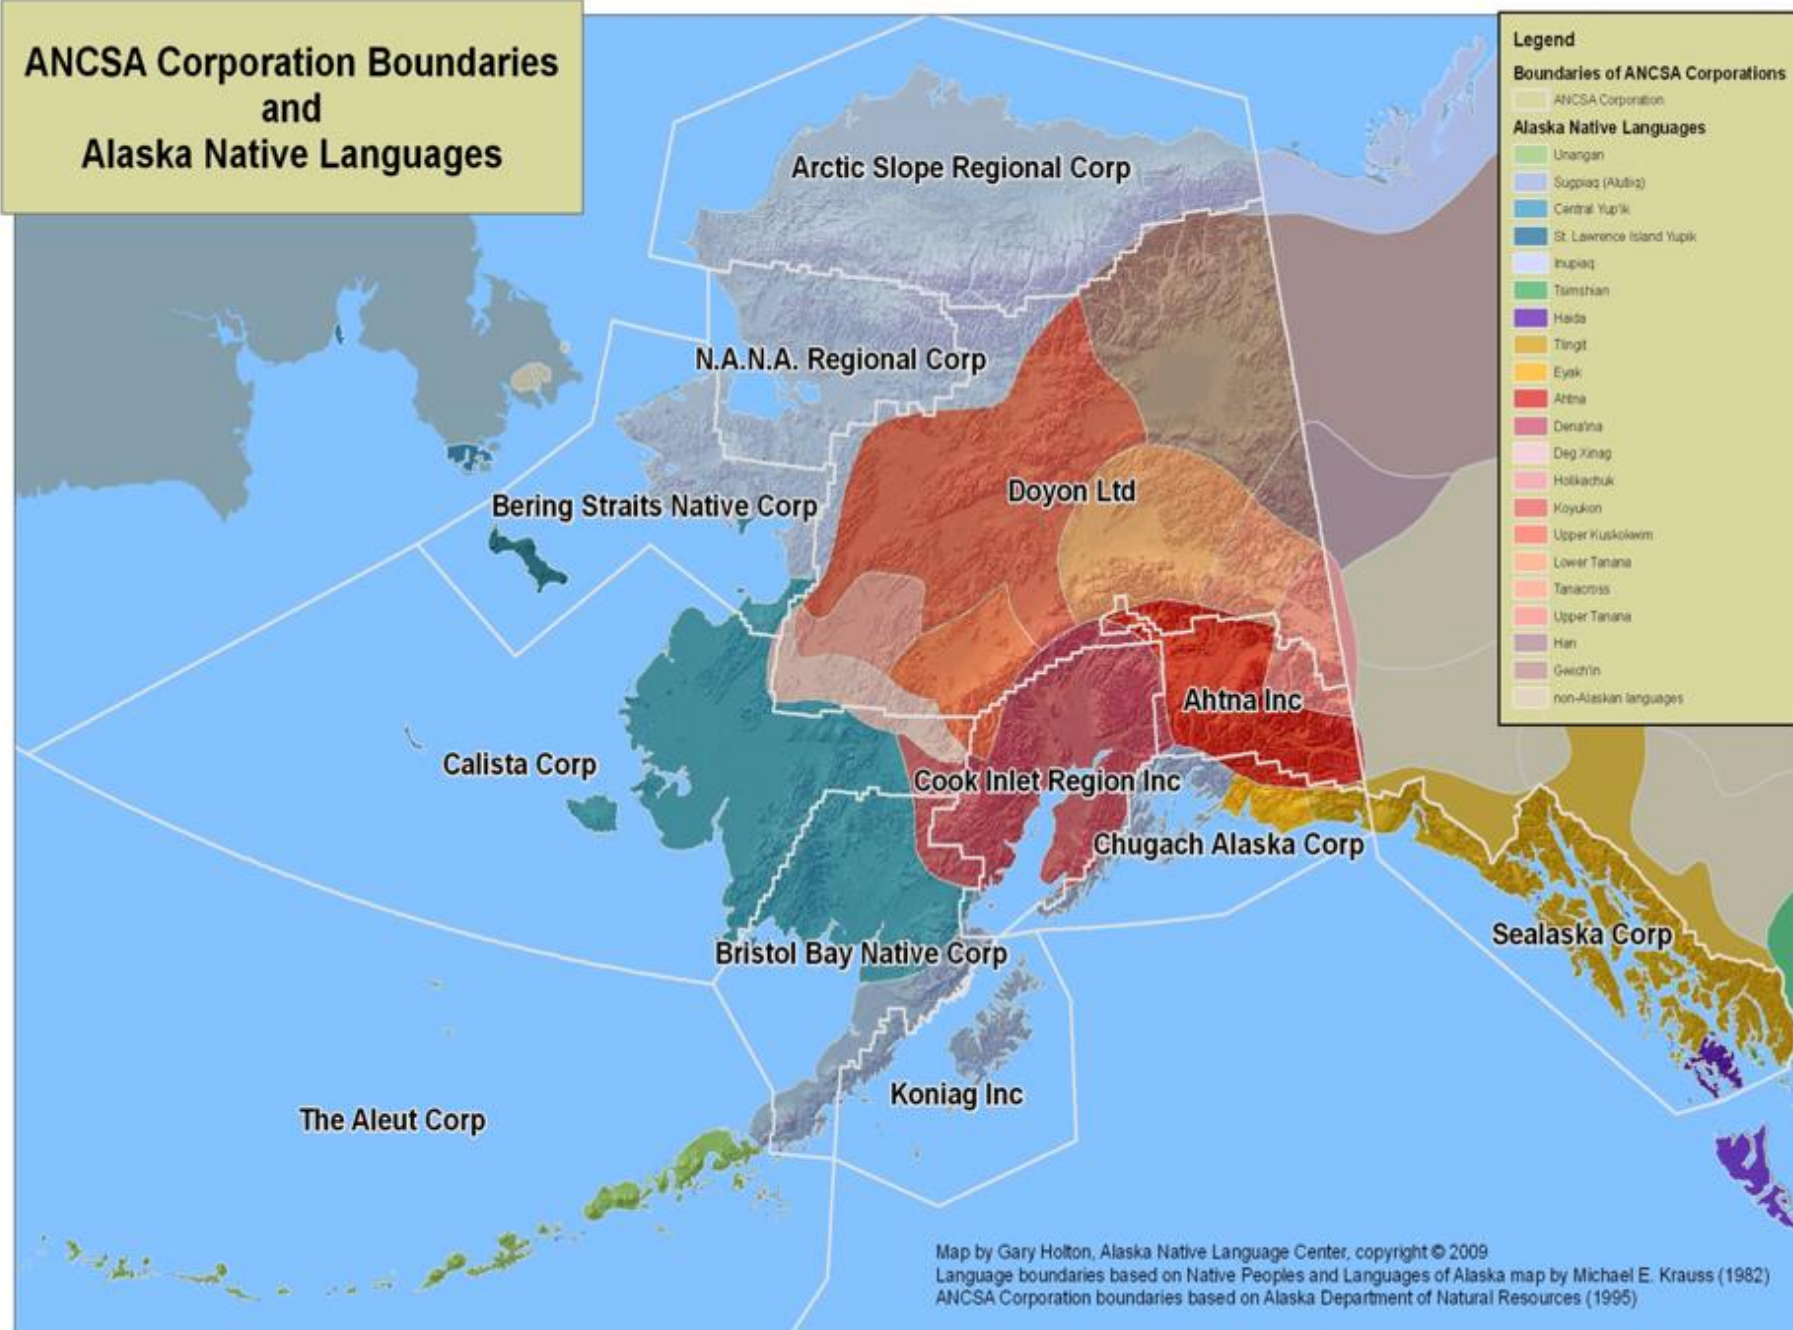 ANCSA Corporation Boundaries
and
Alaska Native Languages
Legend
Boundaries of ANCSA Corporations
ANCSA Corporation
Alaska Native Languages
Unangan
Sugpiaq (Alutiiq)
Central Yup'ik
St. Lawrence Island Yupik
Inupiaq
Tsimshian
Haida
Tlingit
Eyak
Ahtna
Dena'ina
Deg Xinag
Holikachuk
Koyukon
Upper Kuskokwim
Lower Tanana
Tanacross
Upper Tanana
Han
Gwich'in
non-Alaskan languages
Arctic Slope Regional Corp
N.A.N.A. Regional Corp
Doyon Ltd
Bering Straits Native Corp
Ahtna Inc
Calista Corp
Cook Inlet Region Inc
Chugach Alaska Corp
Sealaska Corp
Bristol Bay Native Corp
Koniag Inc
The Aleut Corp
Map by Gary Holton, Alaska Native Language Center, copyright © 2009
Language boundaries based on Native Peoples and Languages of Alaska map by Michael E. Krauss (1982)
ANCSA Corporation boundaries based on Alaska Department of Natural Resources (1995)